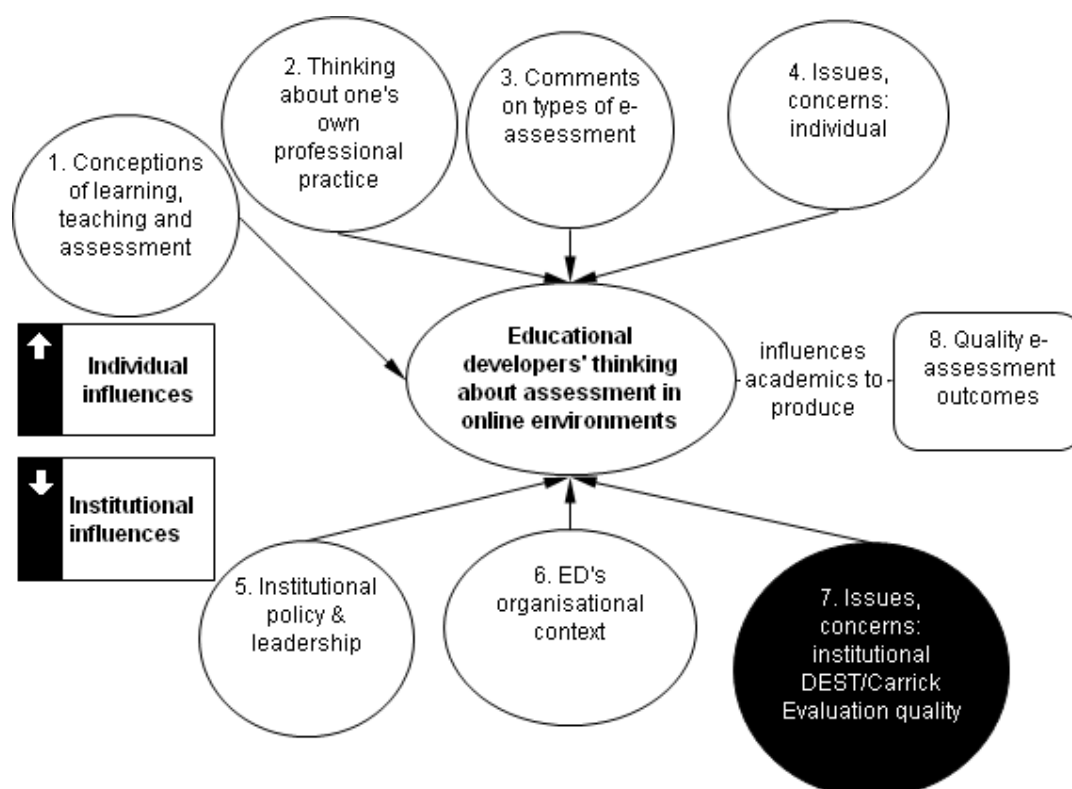 1. Conceptions
of learning,
teaching and
assessment
2. Thinking
about one's
own
professional
practice
3. Comments
on types of e-
assessment
4. Issues,
concerns:
individual
Individual
influences
Institutional
influences
Educational
developers' thinking
about assessment in
online environments
influences
academics to
produce
8. Quality e-
assessment
outcomes
5. Institutional
policy &
leadership
6. ED's
organisational
context
7. Issues,
concerns:
institutional
DEST/Carrick
Evaluation quality